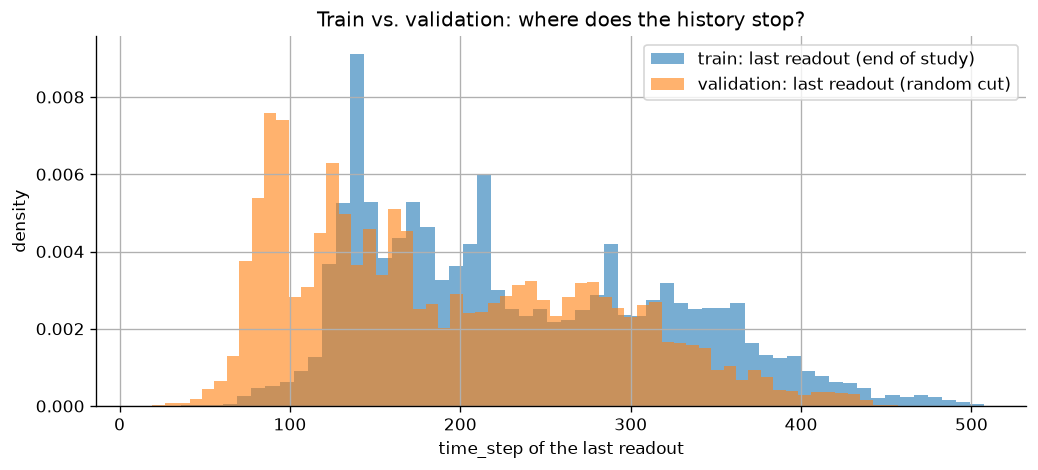 Train vs. validation: where does the history stop?
train: last readout (end of study)
validation: last readout (random cut)
density
0.008
0.006
0.004
0.002
0.000
0 100 200 300 400 500
time_step of the last readout